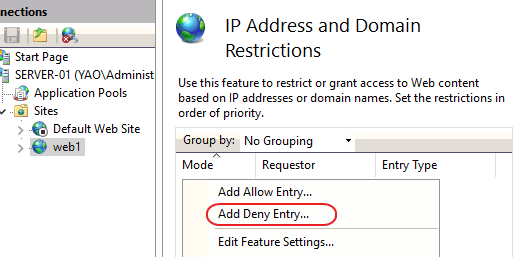 nnections
Start Page
SERVER-01 (YAO\Administ
Application Pools
Sites
Default Web Site
web1
IP Address and Domain
Restrictions
Use this feature to restrict or grant access to Web content
based on IP addresses or domain names. Set the restrictions in
order of priority.
Group by: No Grouping
Mode Requestor Entry Type
Add Allow Entry...
Add Deny Entry...
Edit Feature Settings...